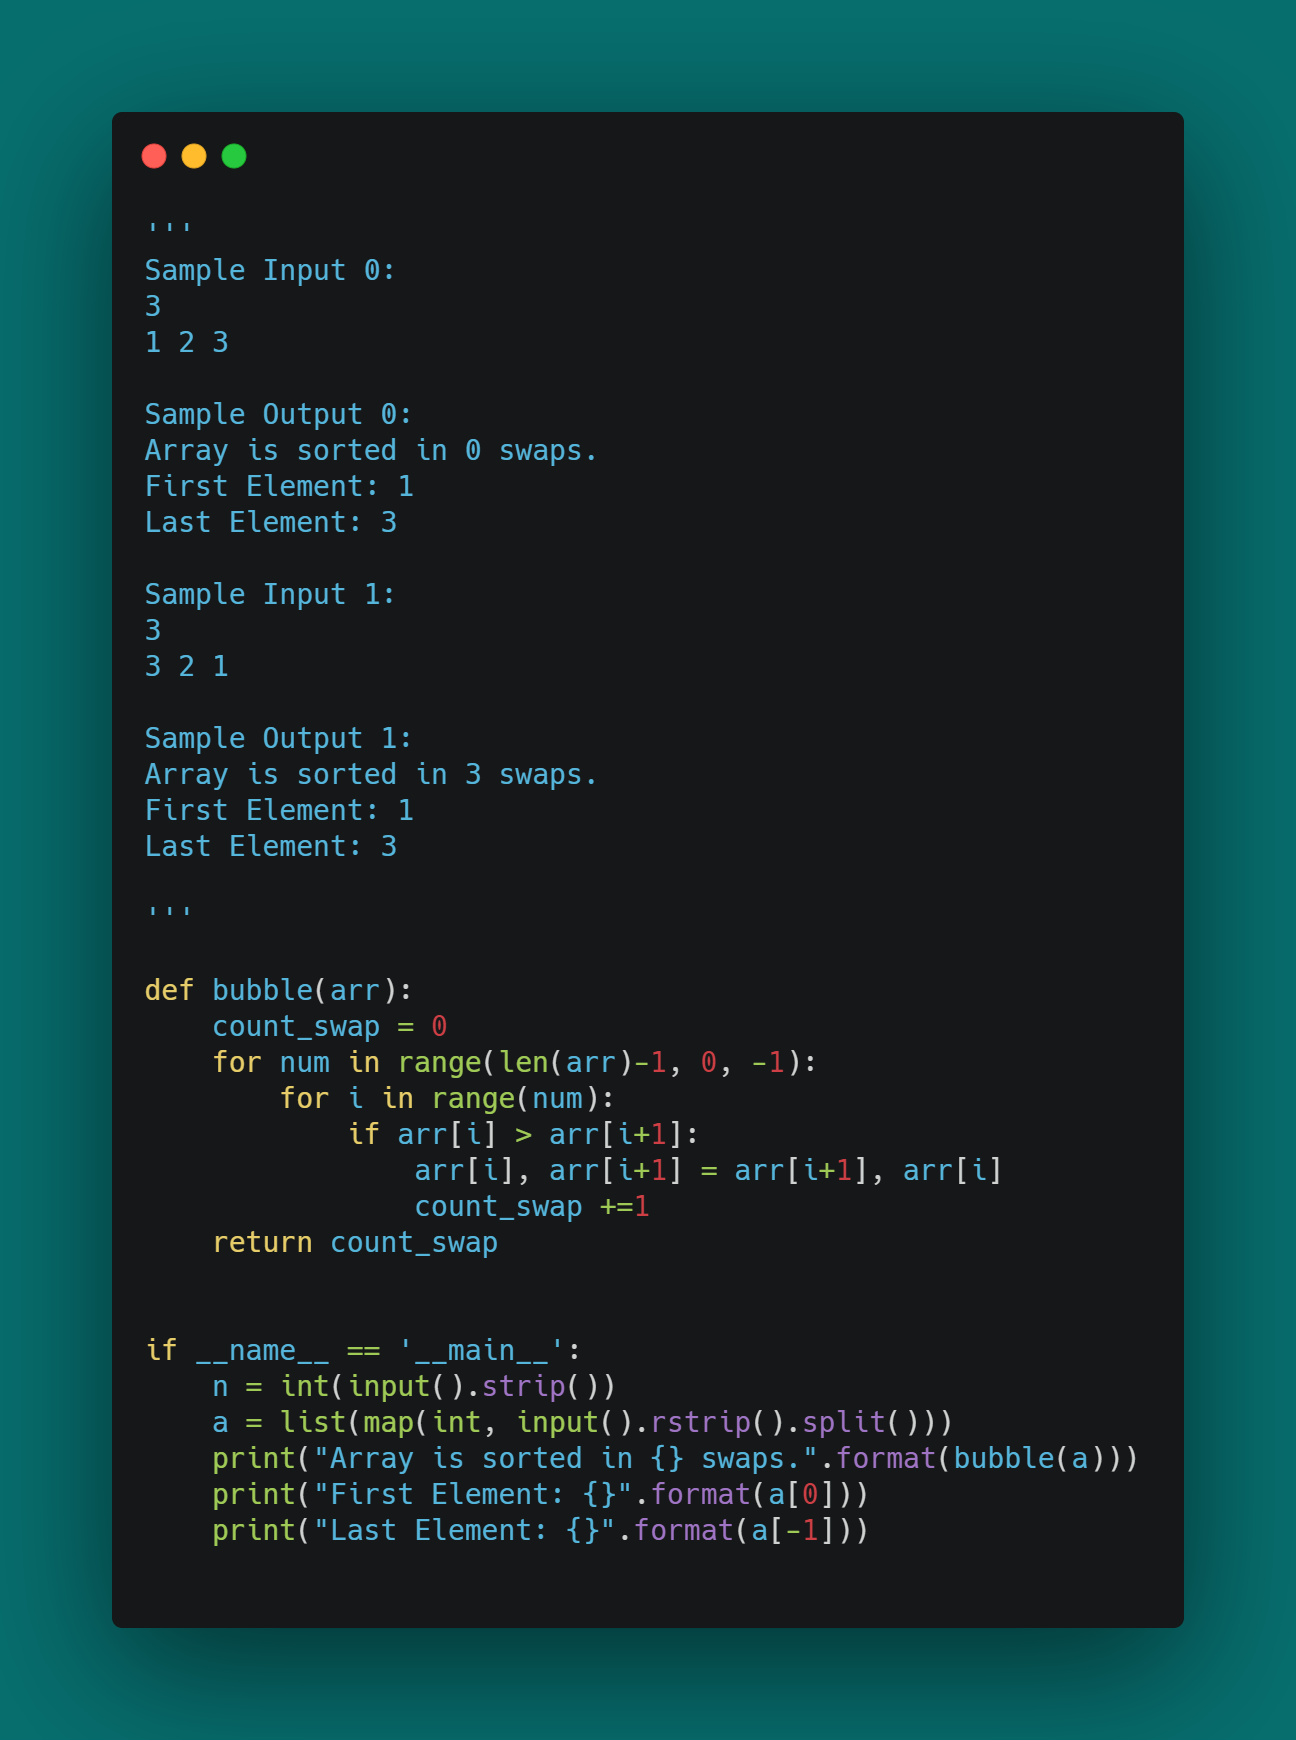 '''
Sample Input 0:
3
1 2 3

Sample Output 0:
Array is sorted in 0 swaps.
First Element: 1
Last Element: 3

Sample Input 1:
3
3 2 1

Sample Output 1:
Array is sorted in 3 swaps.
First Element: 1
Last Element: 3

'''

def bubble(arr):
    count_swap = 0
    for num in range(len(arr)-1, 0, -1):
        for i in range(num):
            if arr[i] > arr[i+1]:
                arr[i], arr[i+1] = arr[i+1], arr[i]
                count_swap +=1
    return count_swap


if __name__ == '__main__':
    n = int(input().strip())
    a = list(map(int, input().rstrip().split()))
    print("Array is sorted in {} swaps.".format(bubble(a)))
    print("First Element: {}".format(a[0]))
    print("Last Element: {}".format(a[-1]))